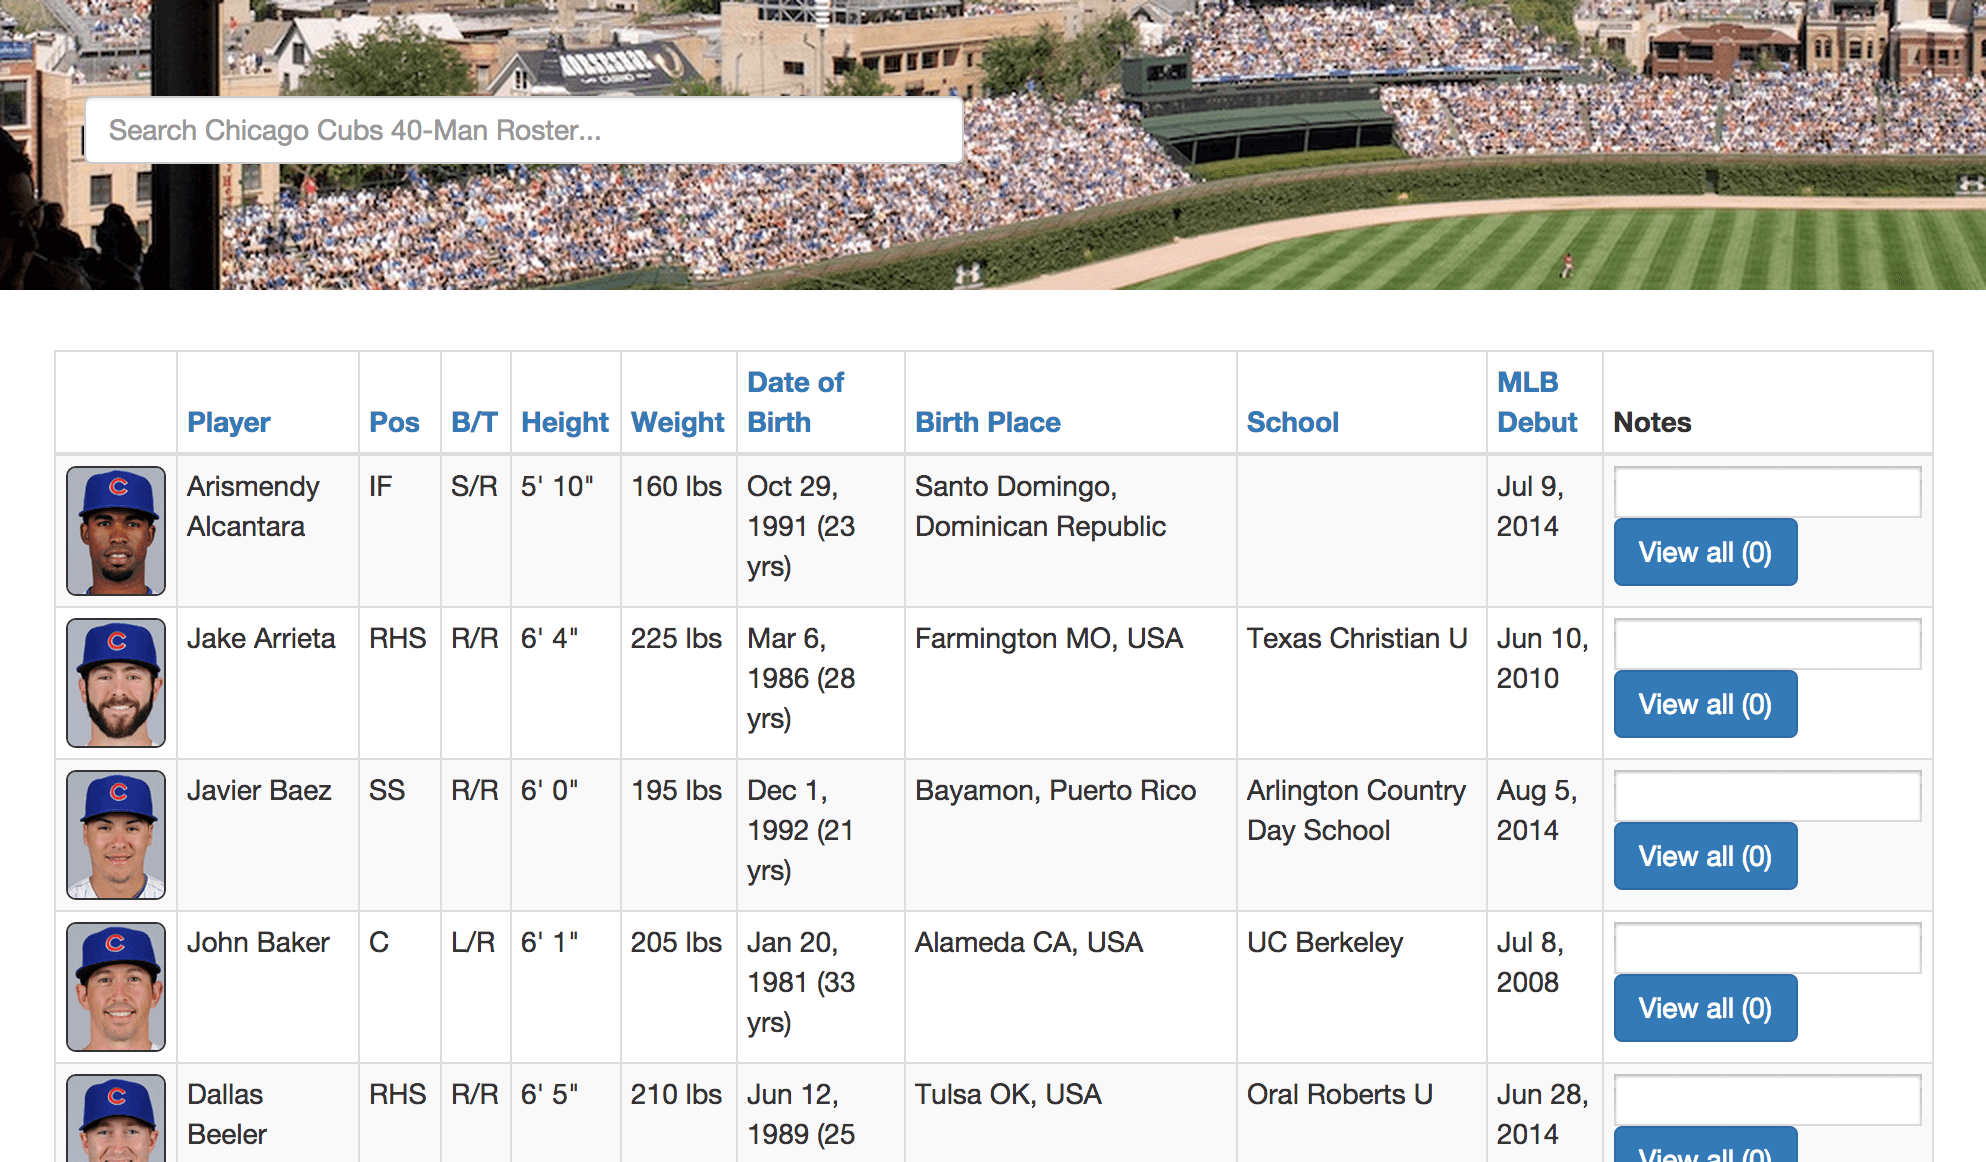 Search Chicago Cubs 40-Man Roster...
Player Pos B/T Height Weight Date of Birth Birth Place School MLB Debut Notes
Arismendy Alcantara IF S/R 5' 10" 160 lbs Oct 29, 1991 (23 yrs) Santo Domingo, Dominican Republic Jul 9, 2014
View all (0)
Jake Arrieta RHS R/R 6' 4" 225 lbs Mar 6, 1986 (28 yrs) Farmington MO, USA Texas Christian U Jun 10, 2010
View all (0)
Javier Baez SS R/R 6' 0" 195 lbs Dec 1, 1992 (21 yrs) Bayamon, Puerto Rico Arlington Country Day School Aug 5, 2014
View all (0)
John Baker C L/R 6' 1" 205 lbs Jan 20, 1981 (33 yrs) Alameda CA, USA UC Berkeley Jul 8, 2008
View all (0)
Dallas Beeler RHS R/R 6' 5" 210 lbs Jun 12, 1989 (25 Tulsa OK, USA Oral Roberts U Jun 28, 2014
View all (0)